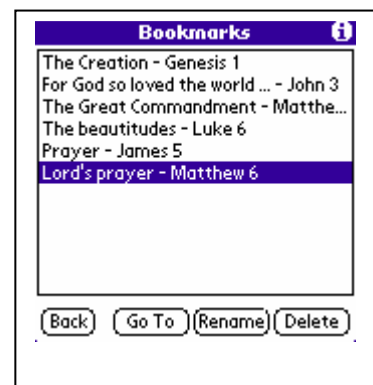 Bookmarks i
The Creation - Genesis 1
For God so loved the world ... - John 3
The Great Commandment - Matthe...
The beautitudes - Luke 6
Prayer - James 5
Lord's prayer - Matthew 6
Back Go To Rename Delete